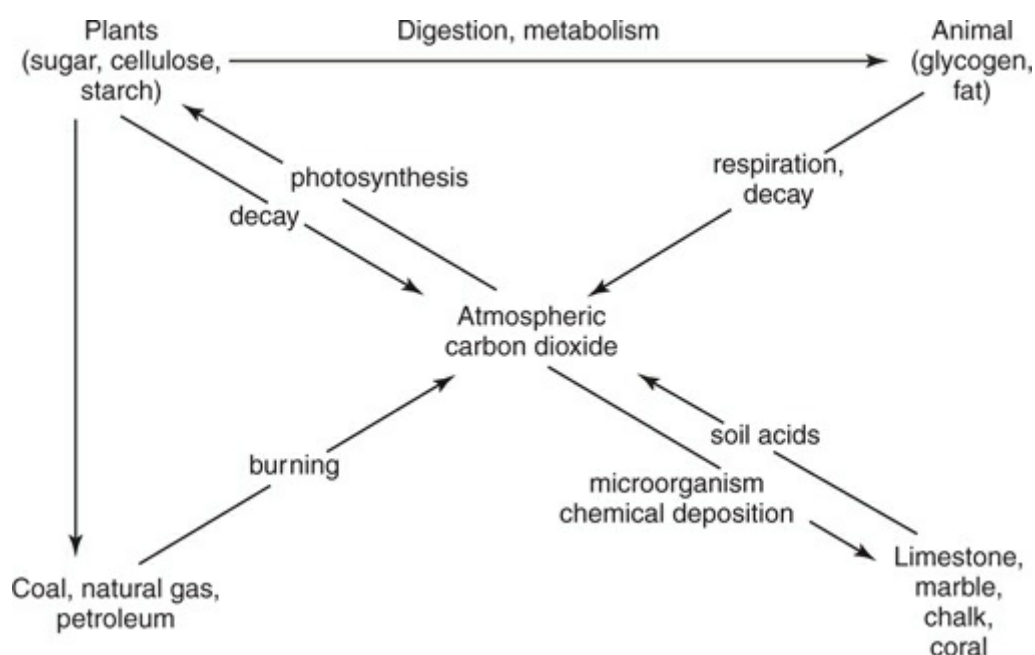 Plants
(sugar, cellulose,
starch)
Digestion, metabolism
Animal
(glycogen,
fat)
photosynthesis
decay
respiration,
decay
Atmospheric
carbon dioxide
burning
soil acids
microorganism
chemical deposition
Coal, natural gas,
petroleum
Limestone,
marble,
chalk,
coral